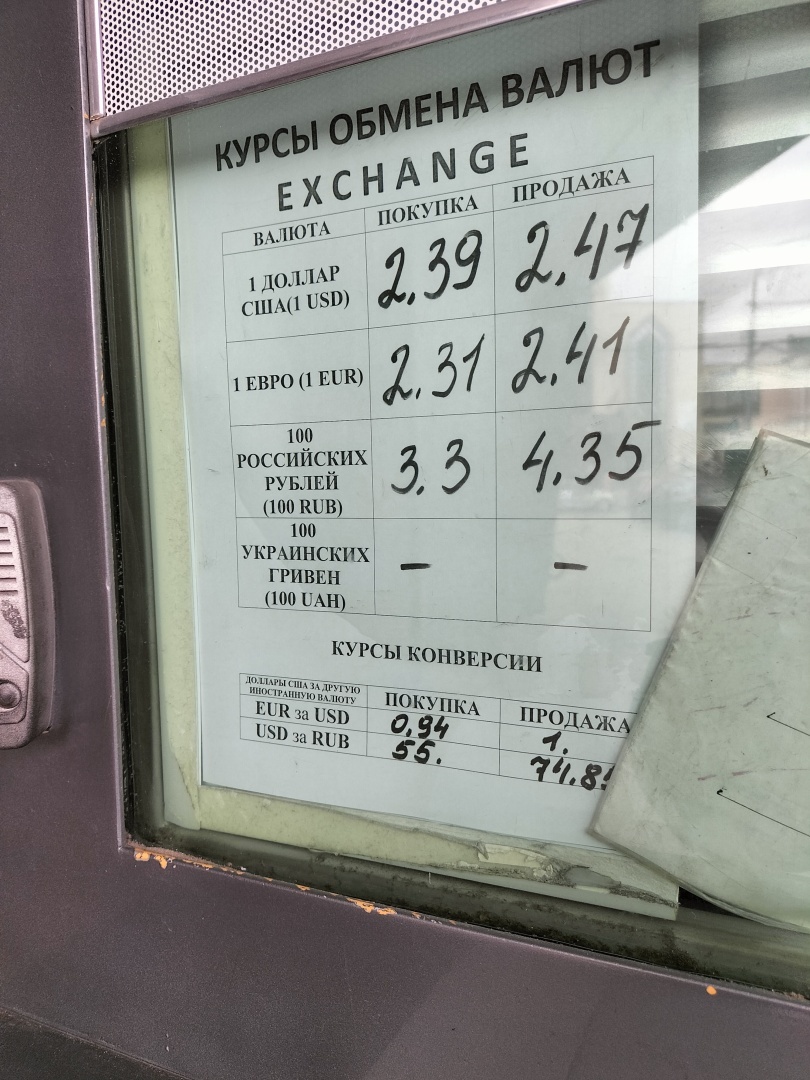 КУРСЫ ОБМЕНА ВАЛЮТ
EXCHANGE
ВАЛЮТА ПОКУПКА ПРОДАЖА
1 ДОЛЛАР
США(1 USD) 2.39 2.47
1 ЕВРО (1 EUR) 2.31 2.41
100
РОССИЙСКИХ
РУБЛЕЙ
(100 RUB) 3.3 4.35
100
УКРАИНСКИХ
ГРИВЕН
(100 UAH) – –
КУРСЫ КОНВЕРСИИ
ДОЛЛАРЫ США ЗА ДРУГУЮ
ИНОСТРАННУЮ ВАЛЮТУ ПОКУПКА ПРОДАЖА
EUR за USD 0.94 1.
USD за RUB 55.